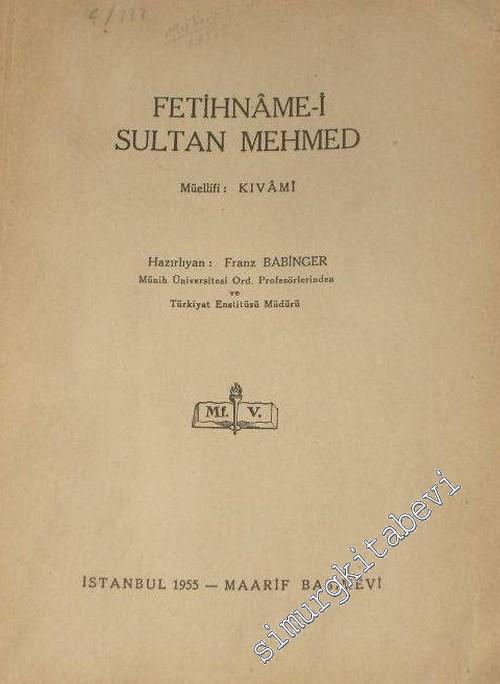 FETİHNÂME-İ
SULTAN MEHMED
Müellifi : KIVÂMÎ
Hazırlıyan : Franz BABİNGER
Münih Üniversitesi Ord. Profesörlerinden
ve
Türkiyat Enstitüsü Müdürü
Mf. V.
İSTANBUL 1955 — MAARİF BASIMEVİ
simurgkitabevi